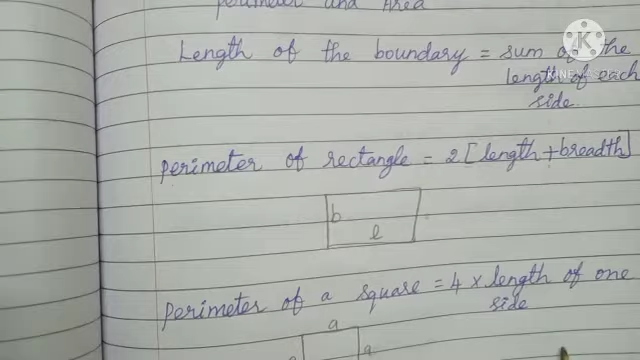 Perimeter and Area
Length of the boundary = sum of the
length of each
side.
Perimeter of rectangle = 2 [length + breadth]
b
l
Perimeter of a square = 4 × length of one
side
a
a